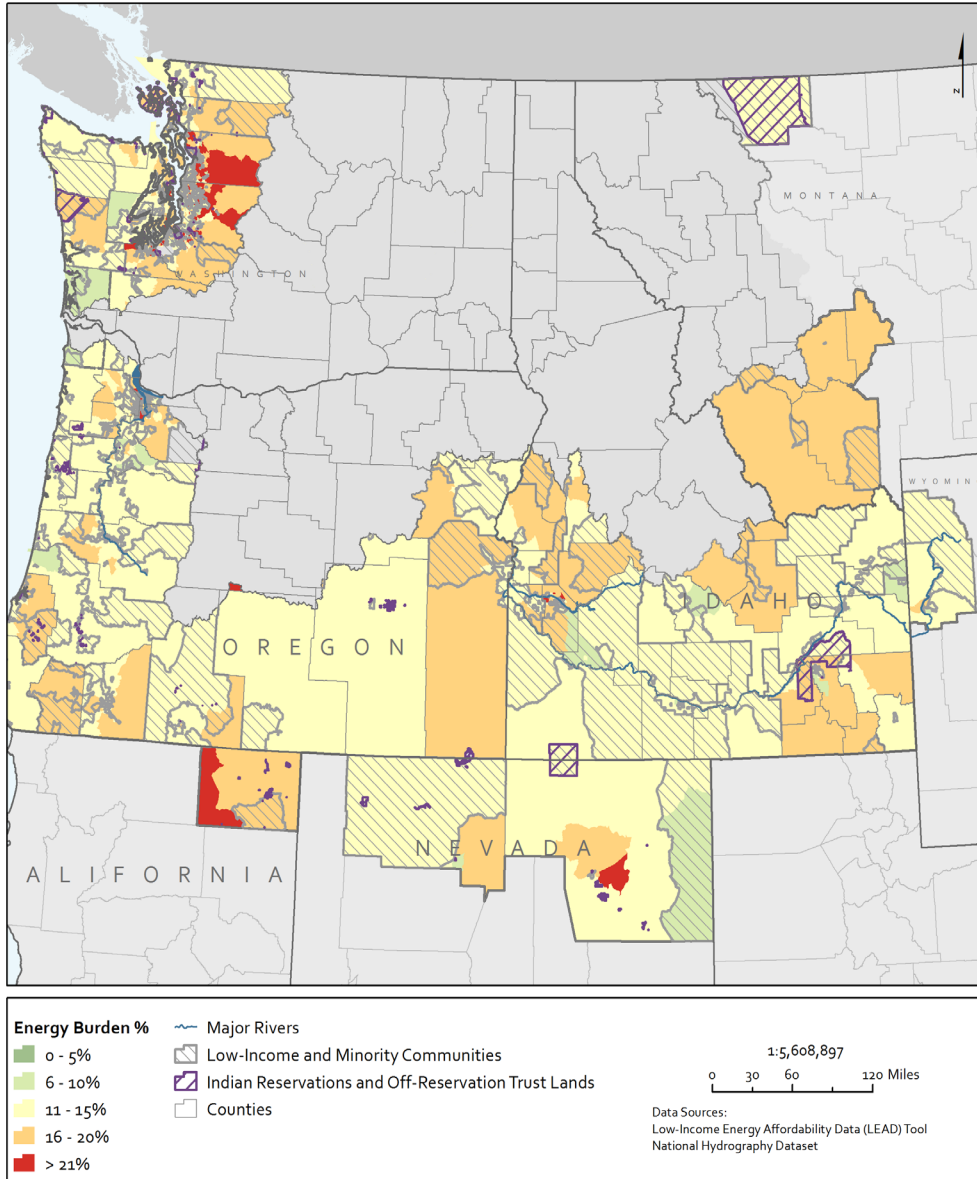 N
MONTANA
WASHINGTON
WYOMIN
IDAHO
OREGON
NEVADA
ALIFORNIA
Energy Burden %
0 - 5%
6 - 10%
11 - 15%
16 - 20%
> 21%
Major Rivers
Low-Income and Minority Communities
Indian Reservations and Off-Reservation Trust Lands
Counties
1:5,608,897
0 30 60 120 Miles
Data Sources:
Low-Income Energy Affordability Data (LEAD) Tool
National Hydrography Dataset